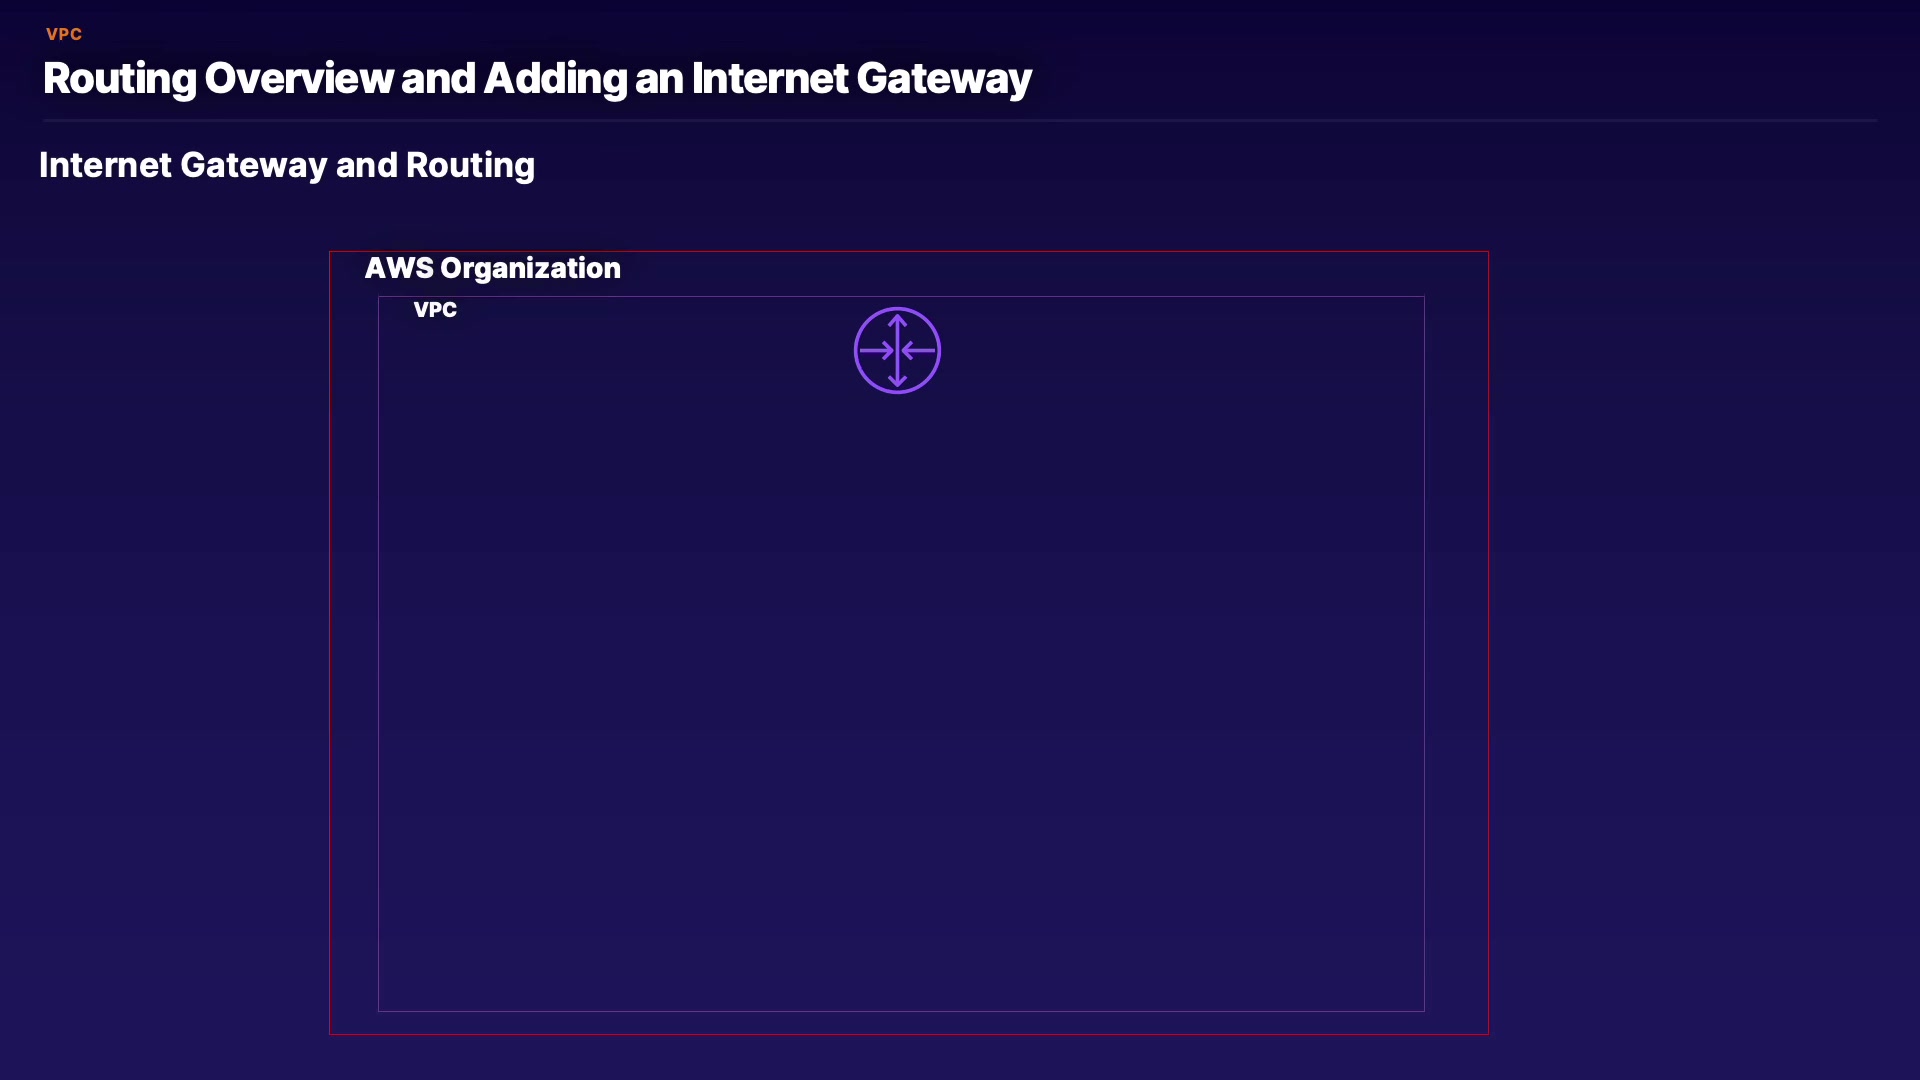 VPC
Routing Overview and Adding an Internet Gateway
Internet Gateway and Routing
AWS Organization
VPC